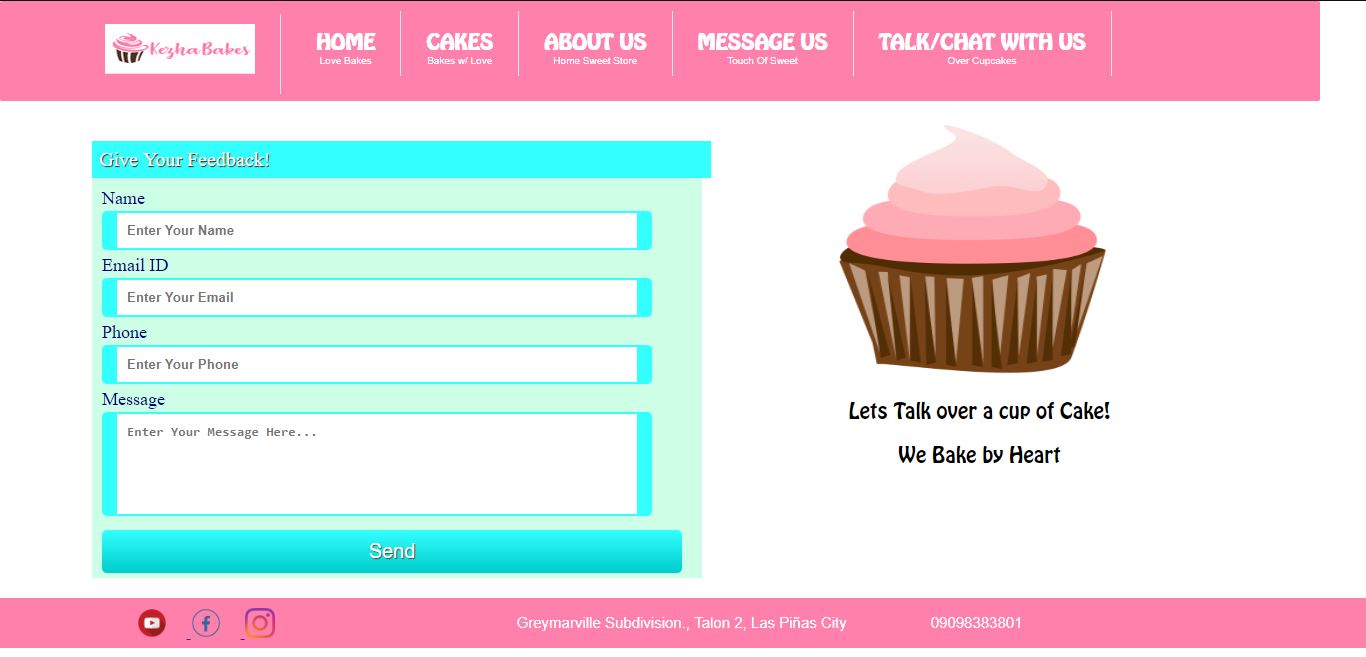 Kezha Bakes
HOME
Love Bakes
CAKES
Bakes w/ Love
ABOUT US
Home Sweet Store
MESSAGE US
Touch Of Sweet
TALK/CHAT WITH US
Over Cupcakes
Give Your Feedback!
Name
Enter Your Name
Email ID
Enter Your Email
Phone
Enter Your Phone
Message
Enter Your Message Here...
Send
Lets Talk over a cup of Cake!
We Bake by Heart
Greymarville Subdivision., Talon 2, Las Piñas City
09098383801